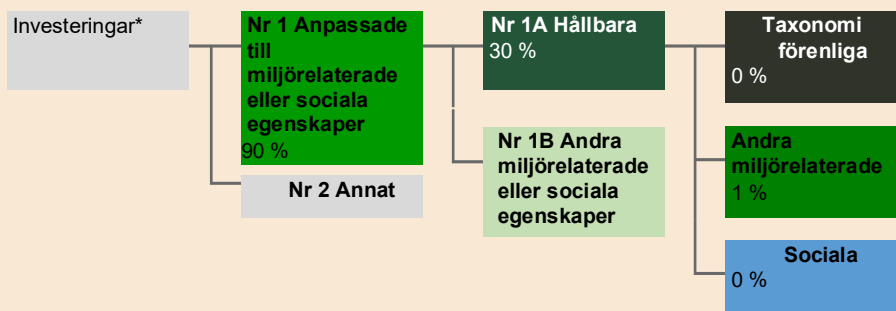 Investeringar*
Nr 1 Anpassade
till
miljörelaterade
eller sociala
egenskaper
90 %
Nr 2 Annat
Nr 1A Hållbara
30 %
Nr 1B Andra
miljörelaterade
eller sociala
egenskaper
Taxonomi
förenliga
0 %
Andra
miljörelaterade
1 %
Sociala
0 %